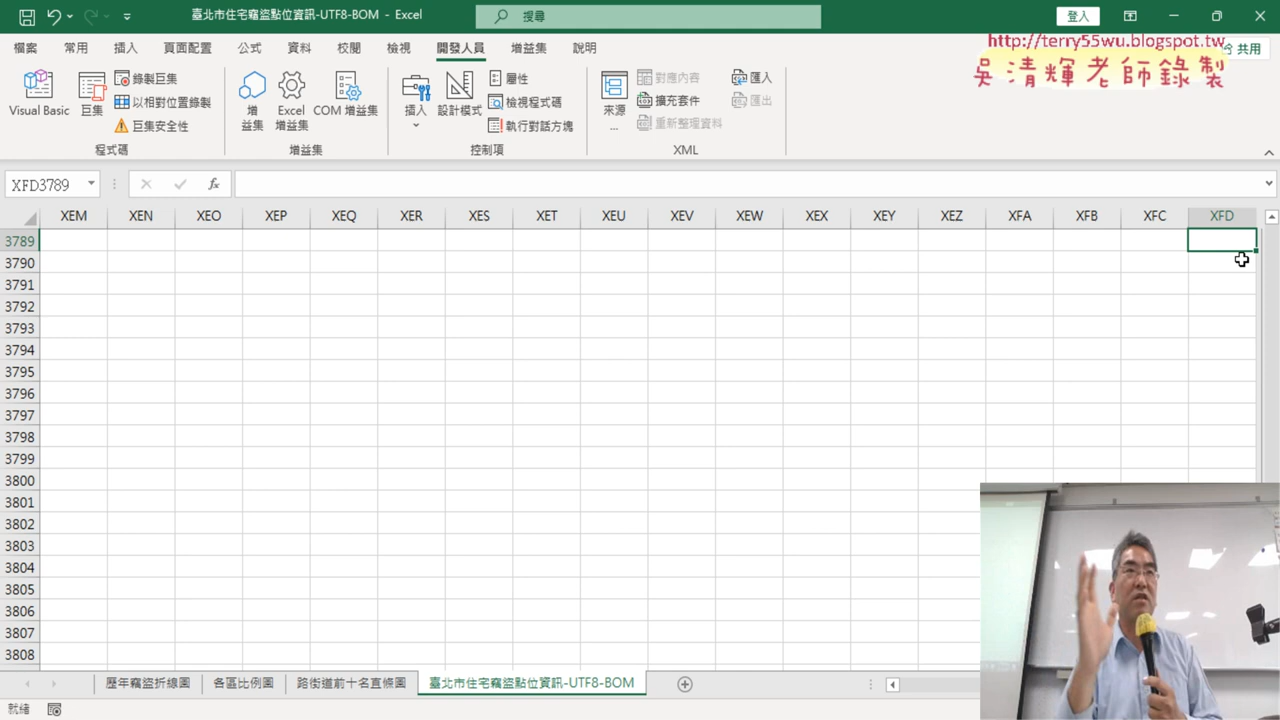 臺北市住宅竊盜點位資訊-UTF8-BOM - Excel
搜尋
登入
檔案 常用 插入 頁面配置 公式 資料 校閱 檢視 開發人員 增益集 說明
共用
http://terry55wu.blogspot.tw
吳清輝老師錄製
Visual Basic
巨集
錄製巨集
以相對位置錄製
巨集安全性
程式碼
增益集
Excel 增益集
COM 增益集
增益集
插入
設計模式
屬性
檢視程式碼
執行對話方塊
控制項
來源
...
對應內容
擴充套件
重新整理資料
匯入
匯出
XML
XFD3789
fx
XEM XEN XEO XEP XEQ XER XES XET XEU XEV XEW XEX XEY XEZ XFA XFB XFC XFD
3789
3790
3791
3792
3793
3794
3795
3796
3797
3798
3799
3800
3801
3802
3803
3804
3805
3806
3807
3808
歷年竊盜折線圖 各區比例圖 路街道前十名直條圖 臺北市住宅竊盜點位資訊-UTF8-BOM
就緒